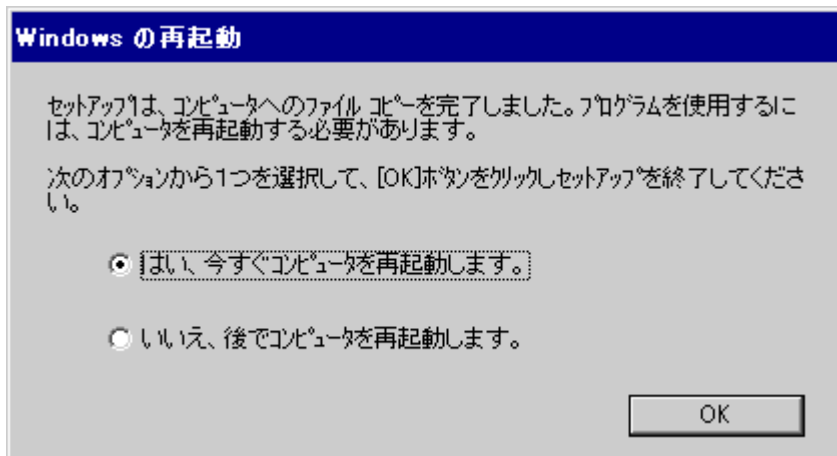 Windows の再起動
セットアップは、コンピュータへのファイル コピーを完了しました。プログラムを使用するに
は、コンピュータを再起動する必要があります。
次のオプションから1つを選択して、[OK]ボタンをクリックしセットアップを終了してくださ
い。
はい、今すぐコンピュータを再起動します。
いいえ、後でコンピュータを再起動します。
OK